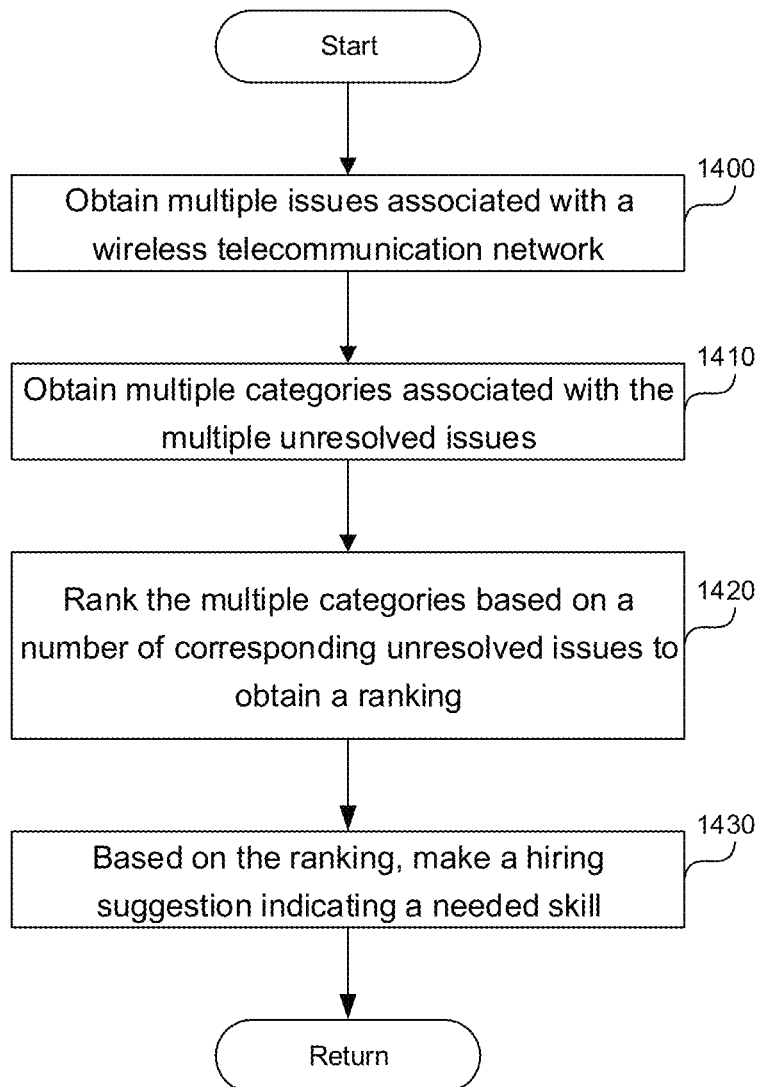 Start
1400
Obtain multiple issues associated with a
wireless telecommunication network
1410
Obtain multiple categories associated with the
multiple unresolved issues
1420
Rank the multiple categories based on a
number of corresponding unresolved issues to
obtain a ranking
1430
Based on the ranking, make a hiring
suggestion indicating a needed skill
Return